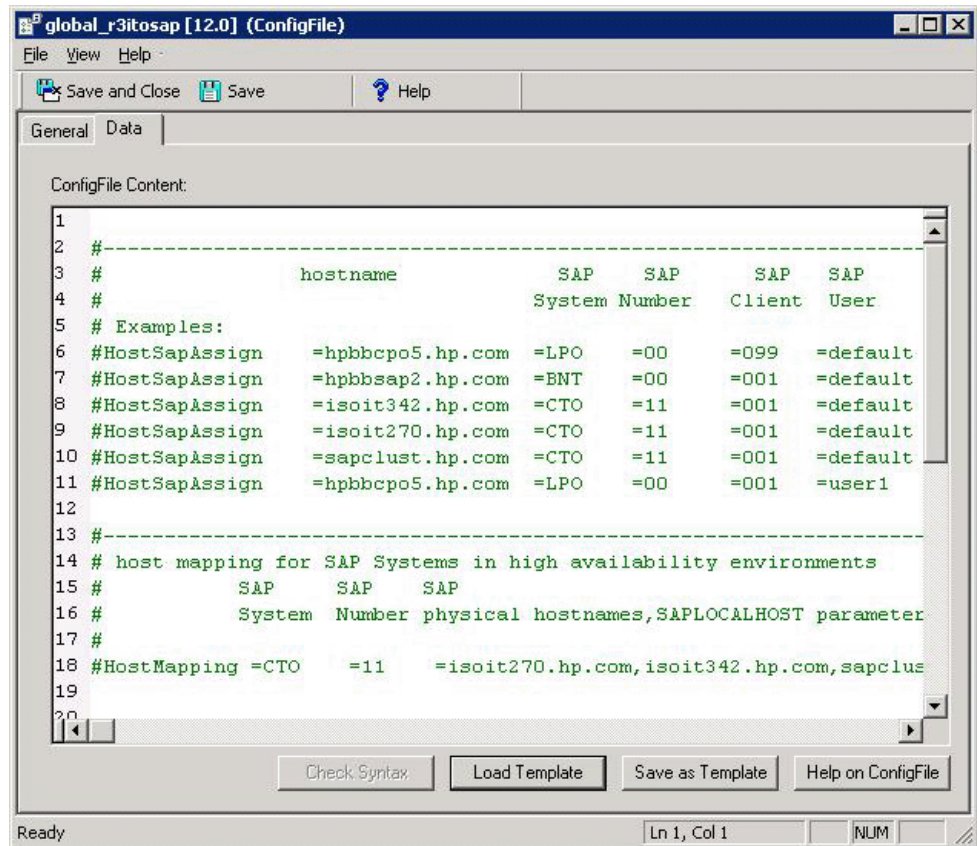 global_r3itosap [12.0] (ConfigFile)
File View Help
Save and Close Save Help
General Data
ConfigFile Content:
1
2 #--------------------------------------------------------------------
3 # hostname SAP SAP SAP SAP
4 # System Number Client User
5 # Examples:
6 #HostSapAssign =hpbbcpo5.hp.com =LPO =00 =099 =default
7 #HostSapAssign =hpbbsap2.hp.com =BNT =00 =001 =default
8 #HostSapAssign =isoit342.hp.com =CTO =11 =001 =default
9 #HostSapAssign =isoit270.hp.com =CTO =11 =001 =default
10 #HostSapAssign =sapclust.hp.com =CTO =11 =001 =default
11 #HostSapAssign =hpbbcpo5.hp.com =LPO =00 =001 =user1
12
13 #--------------------------------------------------------------------
14 # host mapping for SAP Systems in high availability environments
15 # SAP SAP SAP
16 # System Number physical hostnames,SAPLOCALHOST parameter
17 #
18 #HostMapping =CTO =11 =isoit270.hp.com,isoit342.hp.com,sapclus
19
20
Check Syntax Load Template Save as Template Help on ConfigFile
Ready Ln 1, Col 1 NUM